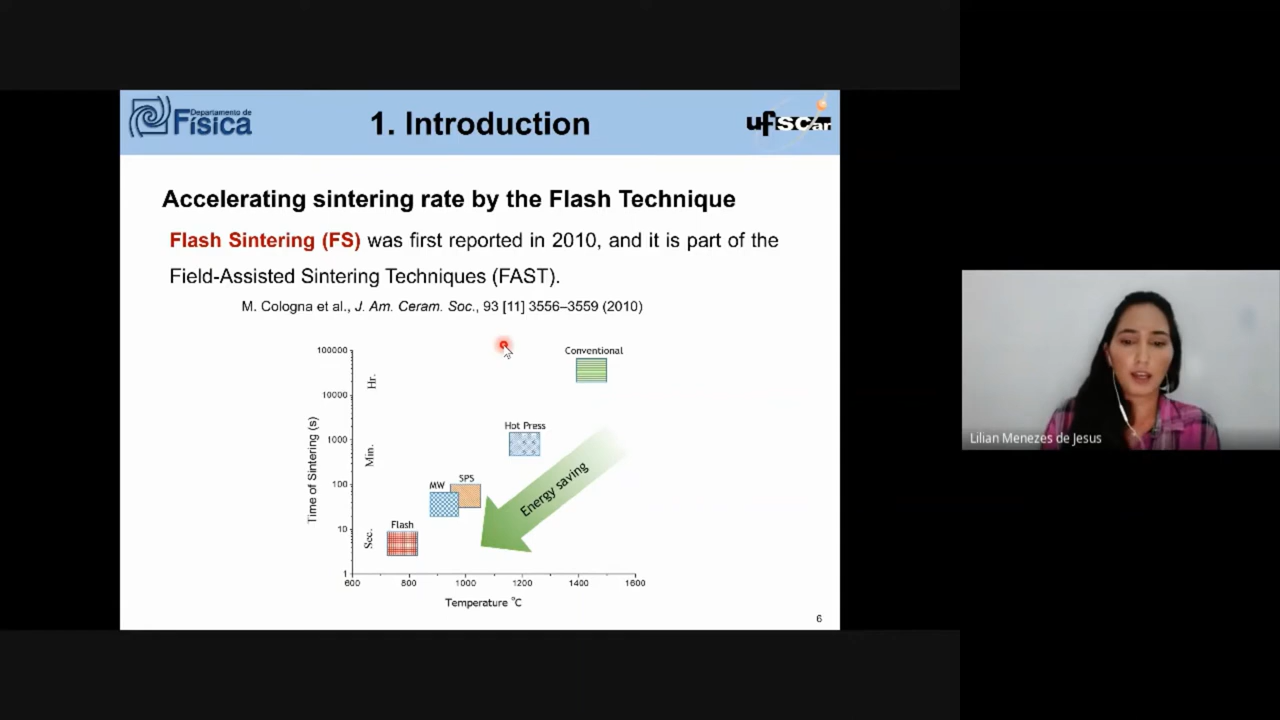 Departamento de
Física
1. Introduction
ufscar
Accelerating sintering rate by the Flash Technique
Flash Sintering (FS) was first reported in 2010, and it is part of the
Field-Assisted Sintering Techniques (FAST).
M. Cologna et al., J. Am. Ceram. Soc., 93 [11] 3556–3559 (2010)
Time of Sintering (s)
100000
10000
1000
100
10
1
Hr.
Min.
Sec.
Conventional
Hot Press
SPS
MW
Flash
Energy saving
600
800
1000
1200
1400
1600
Temperature °C
6
Lilian Menezes de Jesus